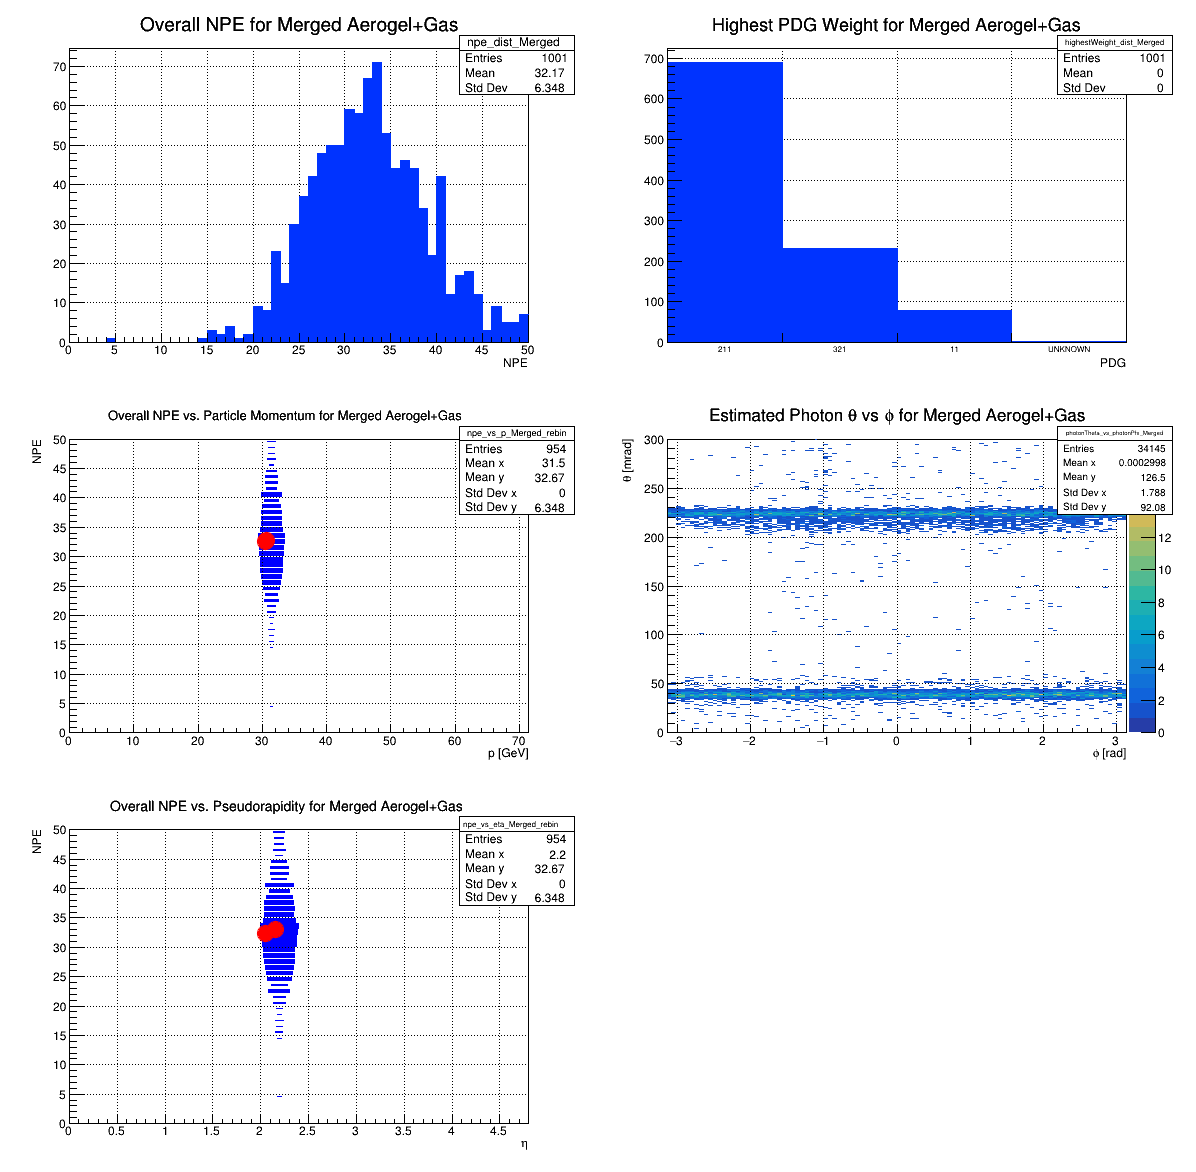 Overall NPE for Merged Aerogel+Gas
npe_dist_Merged
Entries 1001
Mean 32.17
Std Dev 6.348
70
60
50
40
30
20
10
0
0 5 10 15 20 25 30 35 40 45 50
NPE
Highest PDG Weight for Merged Aerogel+Gas
highestWeight_dist_Merged
Entries 1001
Mean 0
Std Dev 0
700
600
500
400
300
200
100
0
211 321 11 UNKNOWN
PDG
Overall NPE vs. Particle Momentum for Merged Aerogel+Gas
NPE
npe_vs_p_Merged_rebin
Entries 954
Mean x 31.5
Mean y 32.67
Std Dev x 0
Std Dev y 6.348
50
45
40
35
30
25
20
15
10
5
0
0 10 20 30 40 50 60 70
p [GeV]
Estimated Photon θ vs ϕ for Merged Aerogel+Gas
θ [mrad]
photonTheta_vs_photonPhi_Merged
Entries 34145
Mean x 0.0002998
Mean y 126.5
Std Dev x 1.788
Std Dev y 92.08
300
250
200
150
100
50
0
−3 −2 −1 0 1 2 3
ϕ [rad]
12
10
8
6
4
2
0
Overall NPE vs. Pseudorapidity for Merged Aerogel+Gas
NPE
npe_vs_eta_Merged_rebin
Entries 954
Mean x 2.2
Mean y 32.67
Std Dev x 0
Std Dev y 6.348
50
45
40
35
30
25
20
15
10
5
0
0 0.5 1 1.5 2 2.5 3 3.5 4 4.5
η